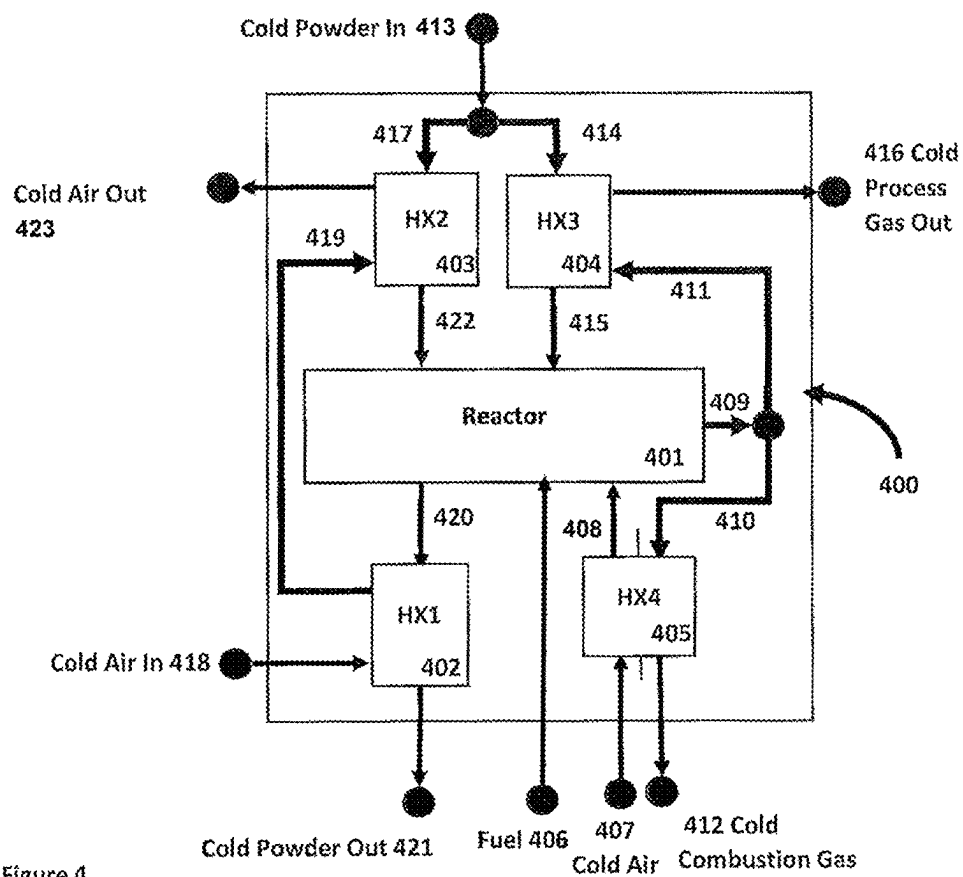 Cold Powder In 413
417
414
416 Cold
Process
Gas Out
Cold Air Out
423
HX2
403
HX3
404
419
411
422
415
409
Reactor
401
400
420
408
410
HX1
402
HX4
405
Cold Air In 418
Cold Powder Out 421
Fuel 406
407
Cold Air
412 Cold
Combustion Gas
Figure 4